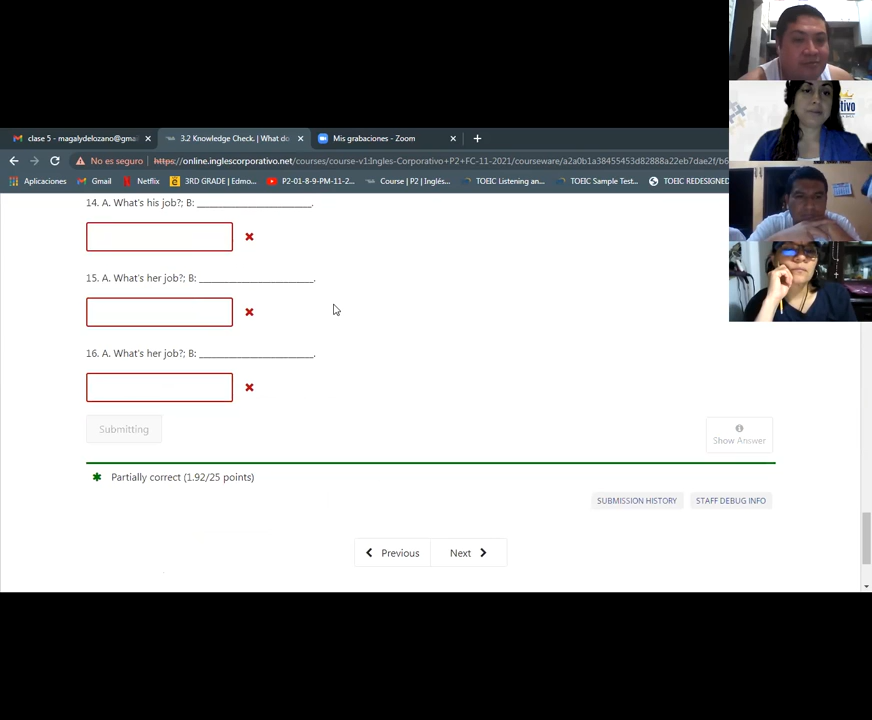 clase 5 - magalydelozano@gmai
3.2 Knowledge Check. | What do
Mis grabaciones - Zoom
No es seguro | https://online.inglescorporativo.net/courses/course-v1:Ingles-Corporativo+P2+FC-11-2021/courseware/a2a0b1a38455453d82888a22eb7dae2f/b6
Aplicaciones
Gmail
Netflix
3RD GRADE | Edmo...
P2-01-8-9-PM-11-2...
Course | P2 | Inglés...
TOEIC Listening an...
TOEIC Sample Test...
TOEIC REDESIGNED
14. A. What's his job?; B: ________________________.
15. A. What's her job?; B: ________________________.
16. A. What's her job?; B: ________________________.
Submitting
Show Answer
Partially correct (1.92/25 points)
SUBMISSION HISTORY
STAFF DEBUG INFO
Previous
Next